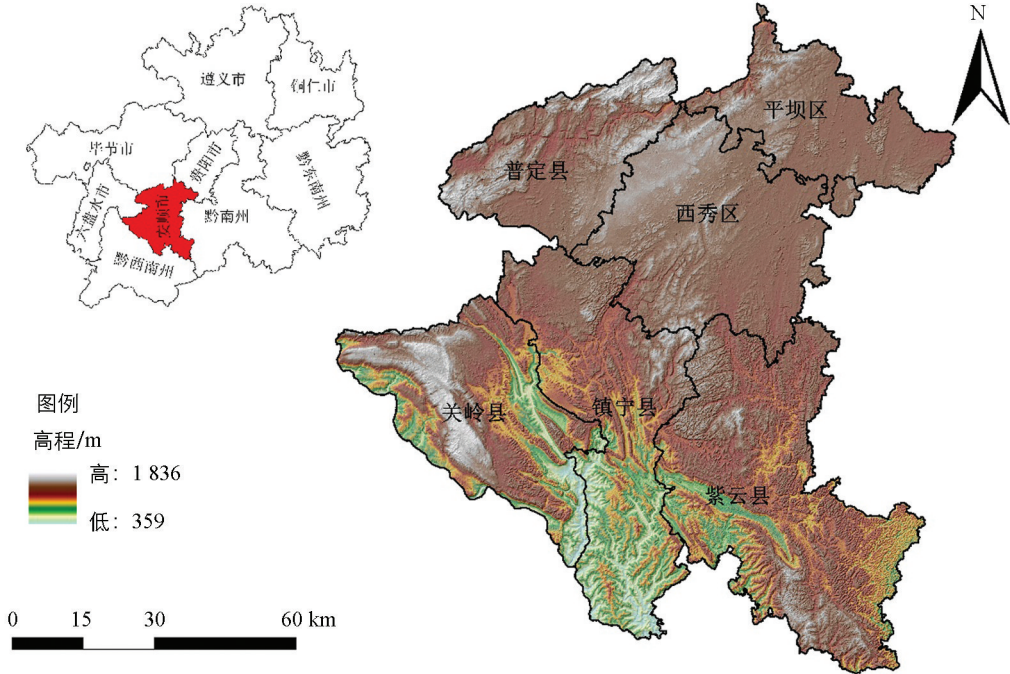 N
遵义市
铜仁市
毕节市
贵阳市
黔东南州
六盘水市
安顺市
黔南州
黔西南州
平坝区
普定县
西秀区
关岭县
镇宁县
紫云县
图例
高程/m
高：1 836
低：359
0 15 30 60 km